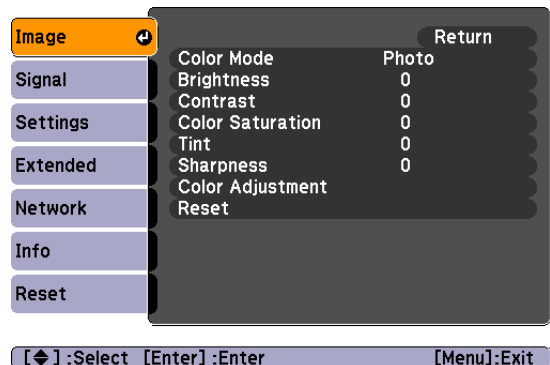 Image
Signal
Settings
Extended
Network
Info
Reset
Return
Color Mode Photo
Brightness 0
Contrast 0
Color Saturation 0
Tint 0
Sharpness 0
Color Adjustment
Reset
[◆] :Select [Enter] :Enter [Menu]:Exit